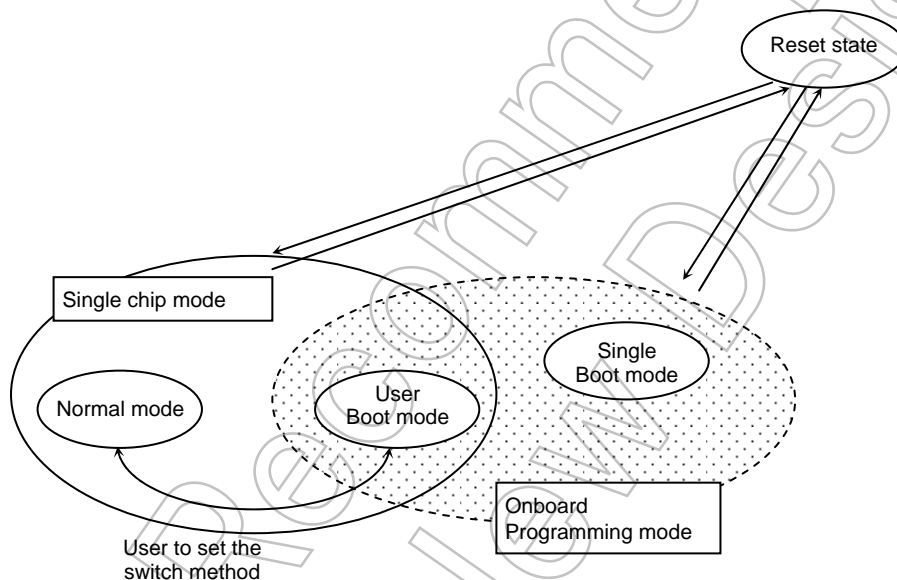 Reset state
Single chip mode
Single
Boot mode
Normal mode
User
Boot mode
Onboard
Programming mode
User to set the
switch method